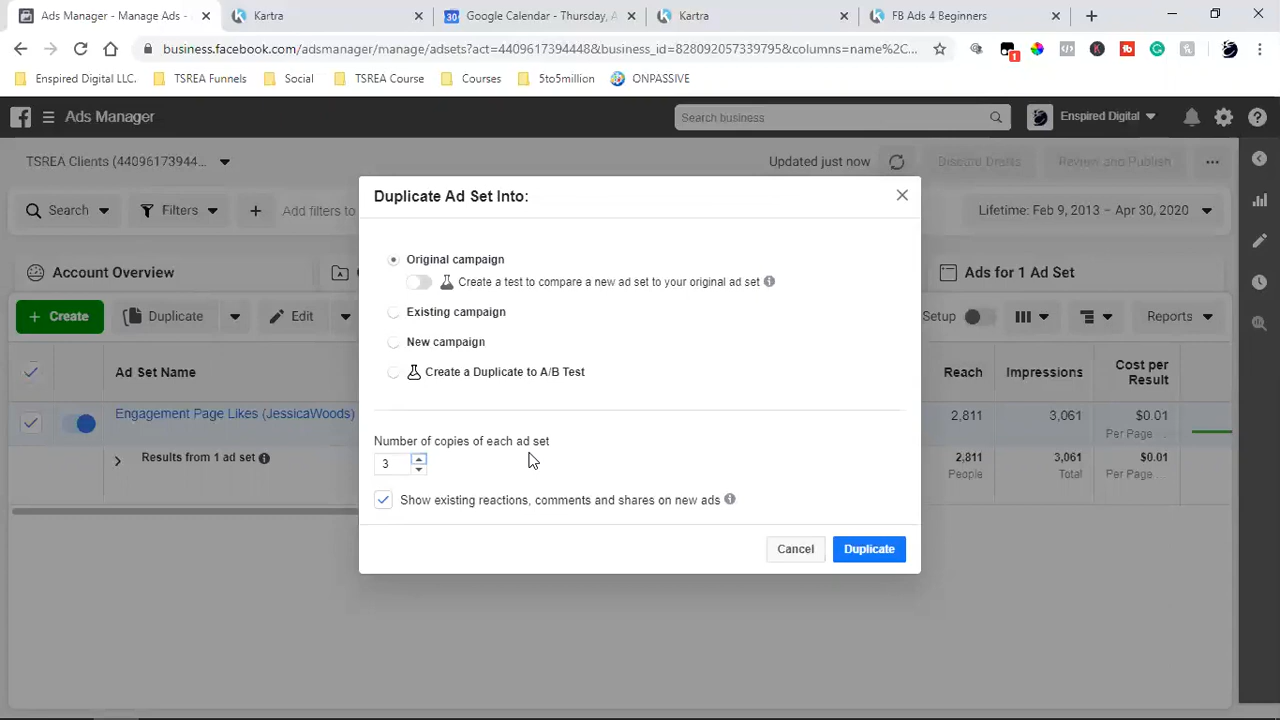 Ads Manager - Manage Ads -
Kartra
Google Calendar - Thursday, A
Kartra
FB Ads 4 Beginners
business.facebook.com/adsmanager/manage/adsets?act=4409617394448&business_id=828092057339795&columns=name%2C...
1
Enspired Digital LLC.
TSREA Funnels
Social
TSREA Course
Courses
5to5million
ONPASSIVE
Ads Manager
Search business
Enspired Digital
TSREA Clients (44096173944...
Updated just now
Discard Drafts
Review and Publish
Search
Filters
Add filters to
Lifetime: Feb 9, 2013 – Apr 30, 2020
Account Overview
Ads for 1 Ad Set
+ Create
Duplicate
Edit
Setup
Reports
Ad Set Name
Reach
Impressions
Cost per
Result
Engagement Page Likes (JessicaWoods)
2,811
3,061
$0.01
Per Page ...
Results from 1 ad set
2,811
People
3,061
Total
$0.01
Per Page ...
Duplicate Ad Set Into:
Original campaign
Create a test to compare a new ad set to your original ad set
Existing campaign
New campaign
Create a Duplicate to A/B Test
Number of copies of each ad set
3
Show existing reactions, comments and shares on new ads
Cancel
Duplicate